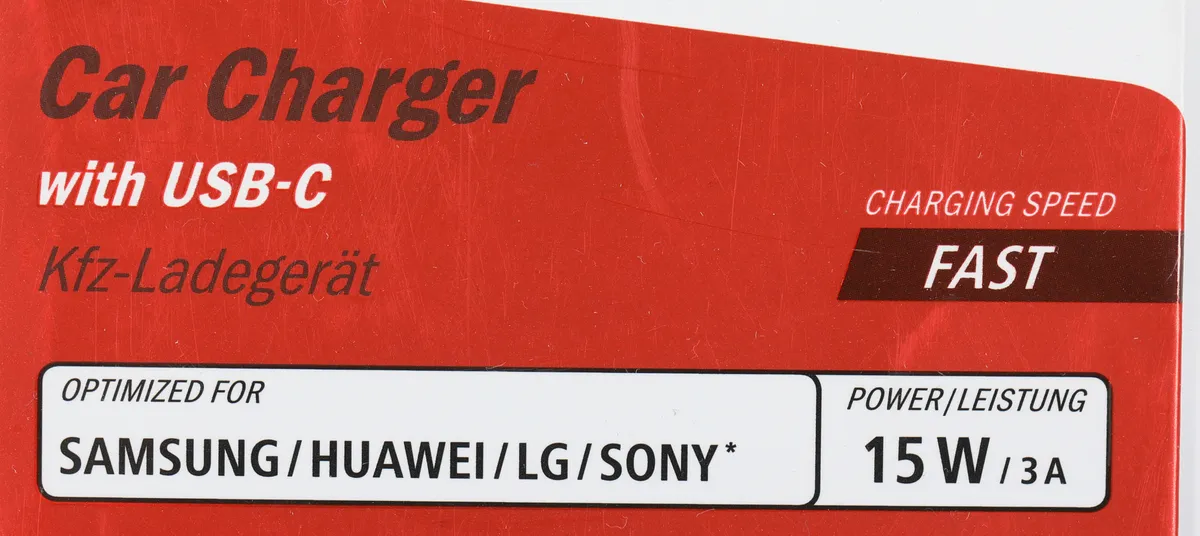 Car Charger
with USB-C
Kfz-Ladegerät
CHARGING SPEED
FAST
OPTIMIZED FOR
SAMSUNG/HUAWEI/LG/SONY*
POWER/LEISTUNG
15 W / 3 A